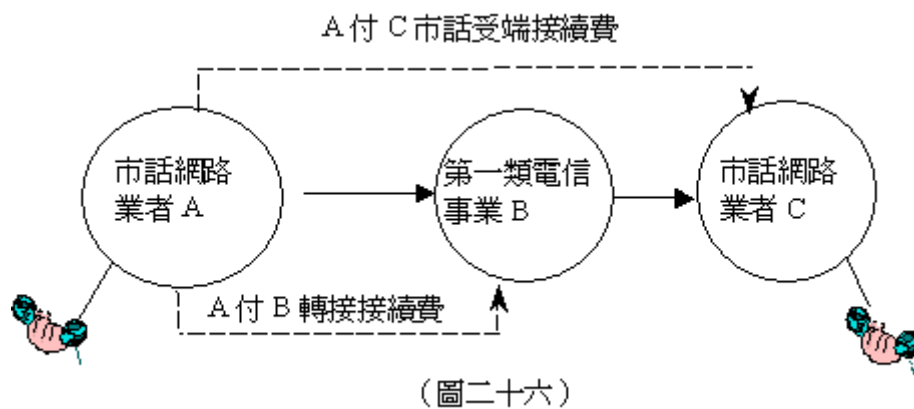 A付C市話受端接續費
市話網路
業者A
第一類電信
事業B
市話網路
業者C
A付B轉接接續費
（圖二十六）